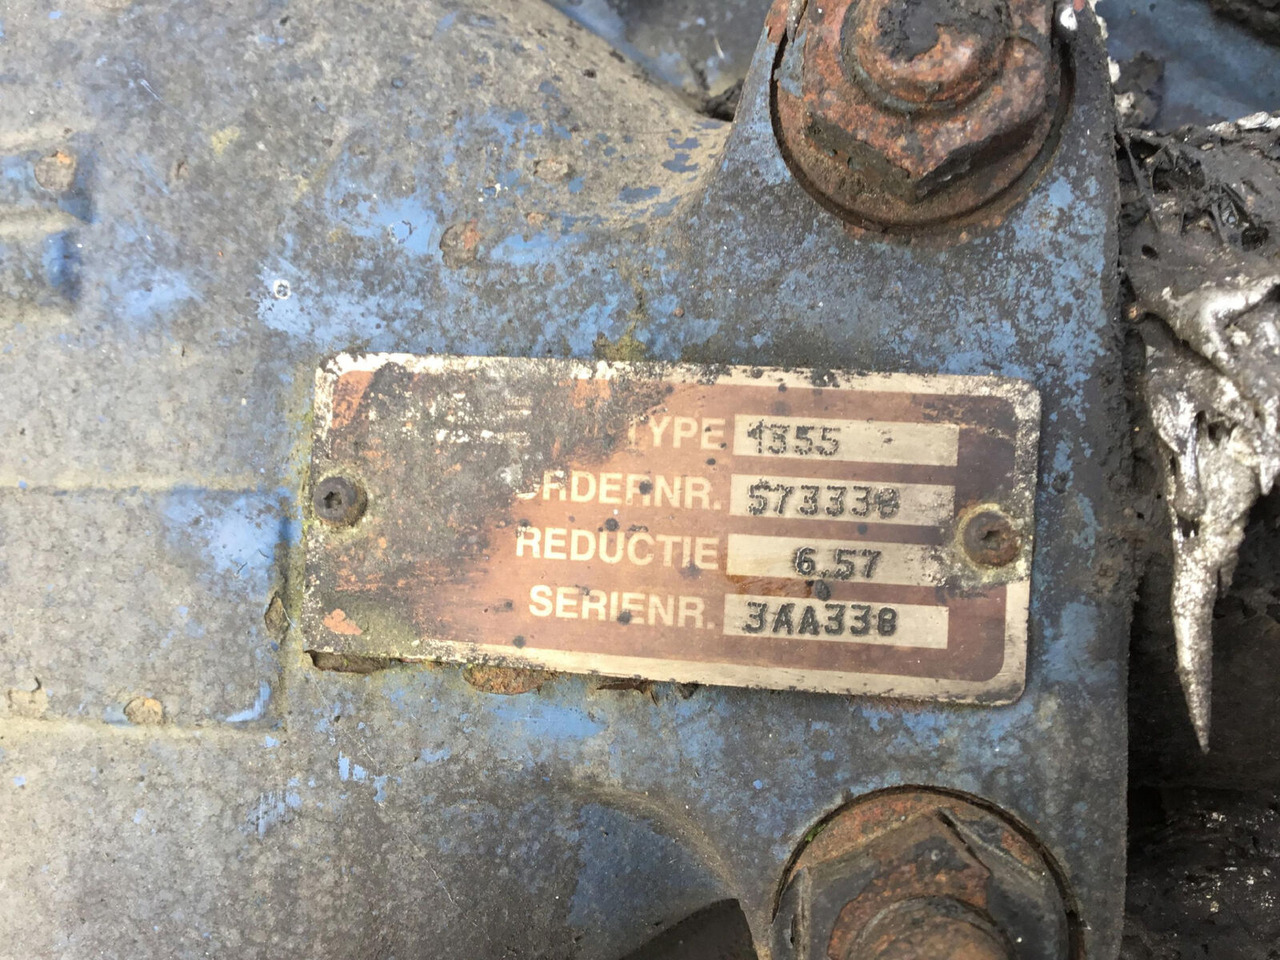 TYPE 1355
ORDERNR. 573338
REDUCTIE 6.57
SERIENR. 3AA338